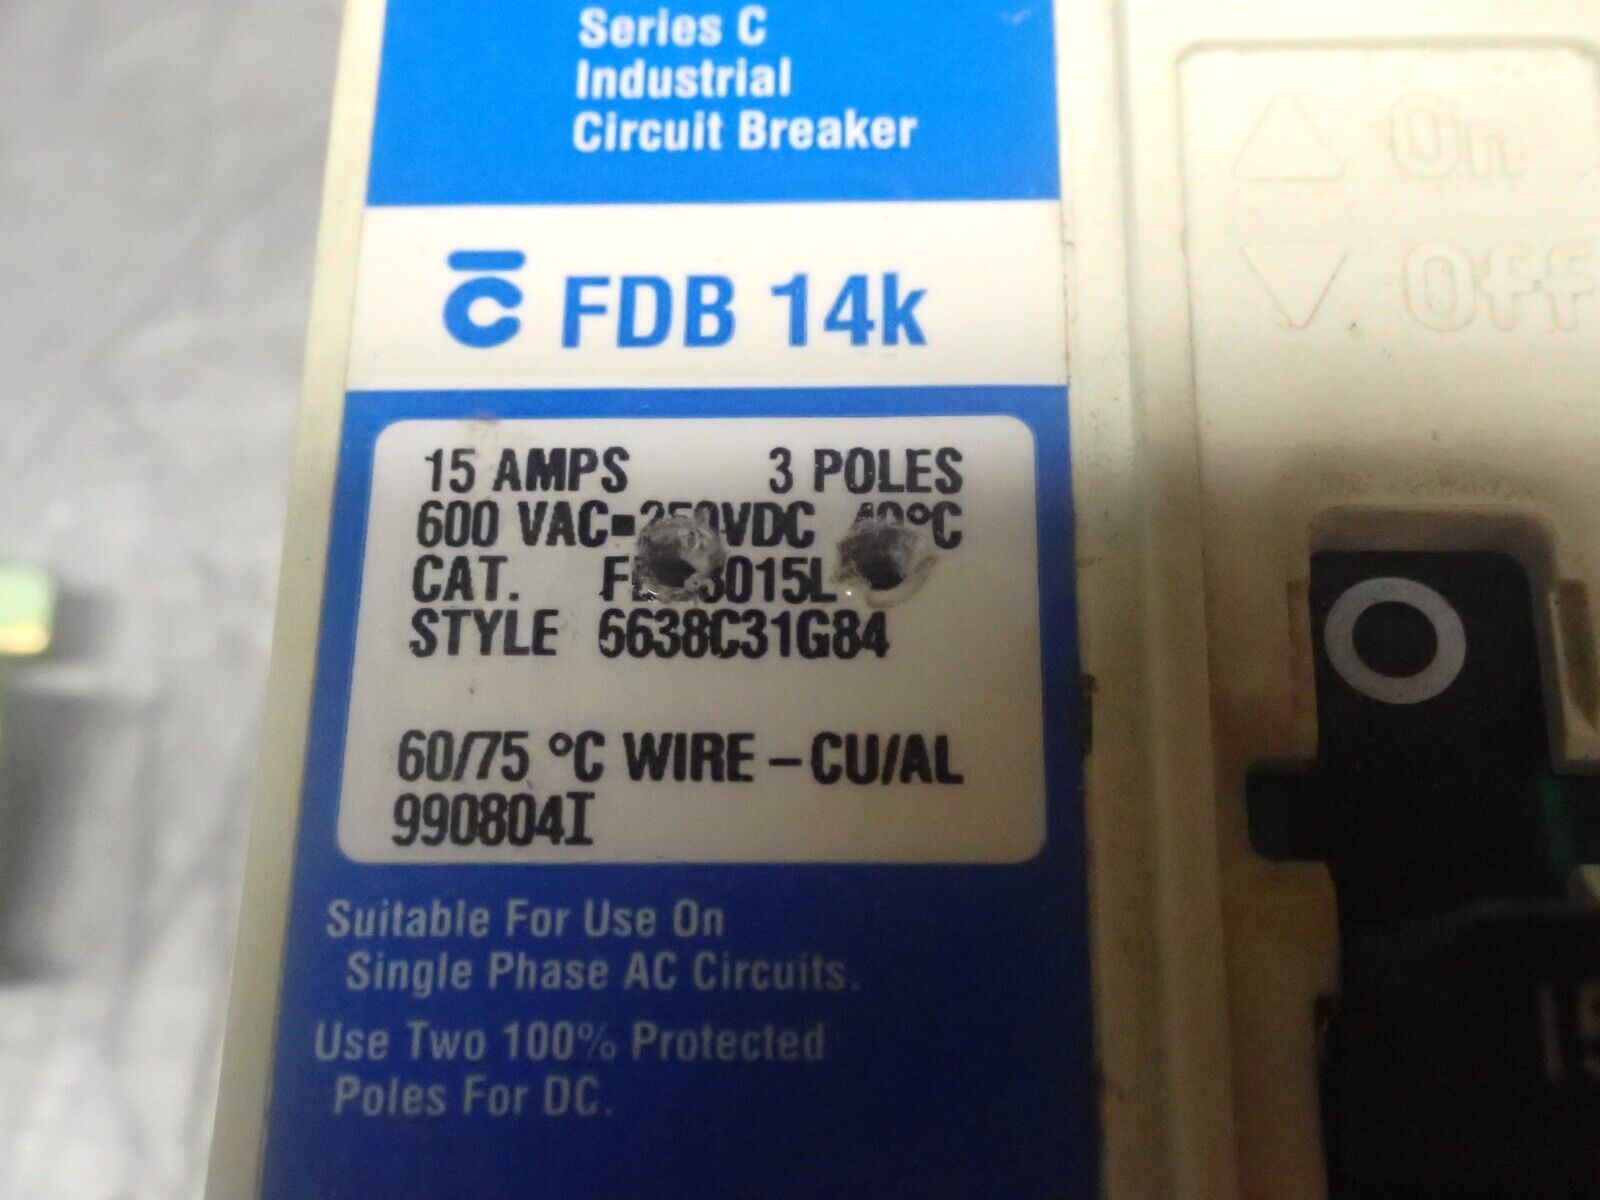 Series C
Industrial
Circuit Breaker
C FDB 14k
On
Off
15 AMPS 3 POLES
600 VAC
CAT.
STYLE 6638C31G84
60/75 °C WIRE - CU/AL
990804I
Suitable For Use On
Single Phase AC Circuits.
Use Two 100% Protected
Poles For DC.